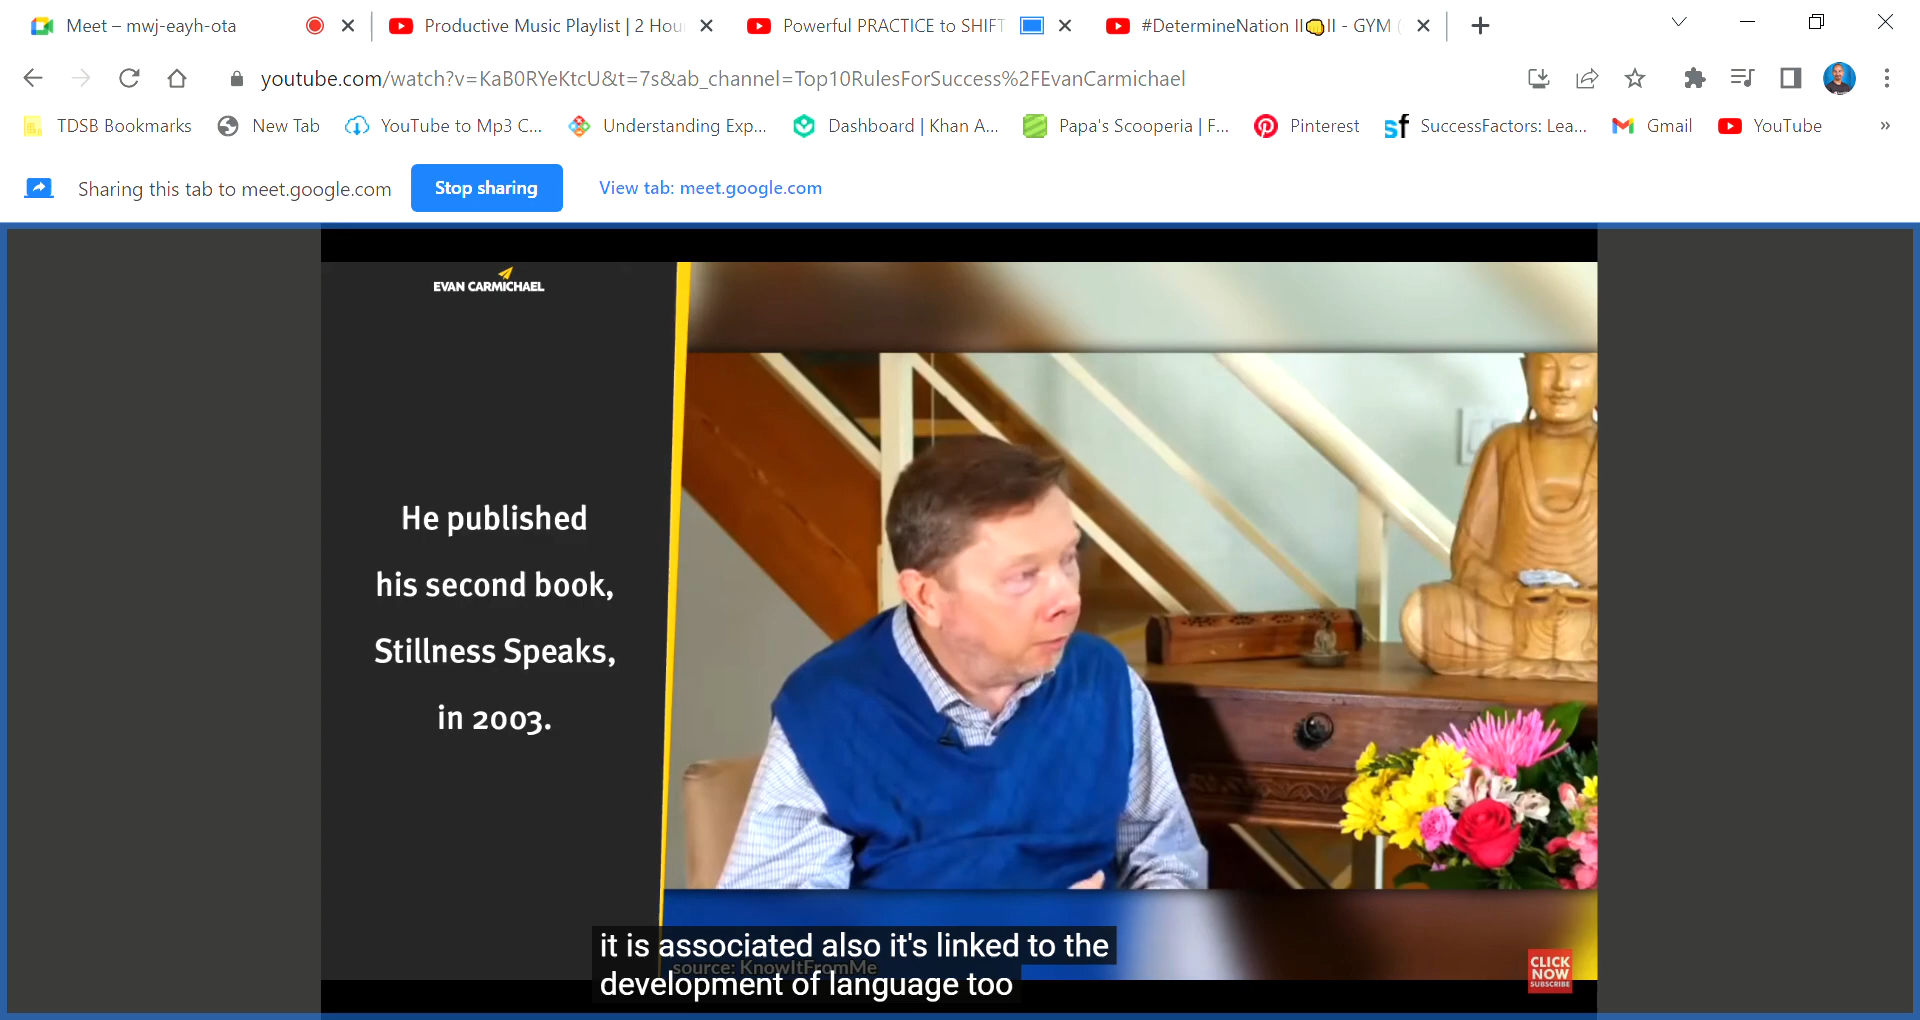 Meet – mwj-eayh-ota
Productive Music Playlist | 2 Hou
Powerful PRACTICE to SHIFT
#DetermineNation II👊II - GYM (
youtube.com/watch?v=KaB0RYeKtcU&t=7s&ab_channel=Top10RulesForSuccess%2FEvanCarmichael
TDSB Bookmarks
New Tab
YouTube to Mp3 C...
Understanding Exp...
Dashboard | Khan A...
Papa's Scooperia | F...
Pinterest
SuccessFactors: Lea...
Gmail
YouTube
»
Sharing this tab to meet.google.com
Stop sharing
View tab: meet.google.com
EVAN CARMICHAEL
He published
his second book,
Stillness Speaks,
in 2003.
it is associated also it's linked to the
source: KnowItFromMe
development of language too
CLICK
NOW
SUBSCRIBE